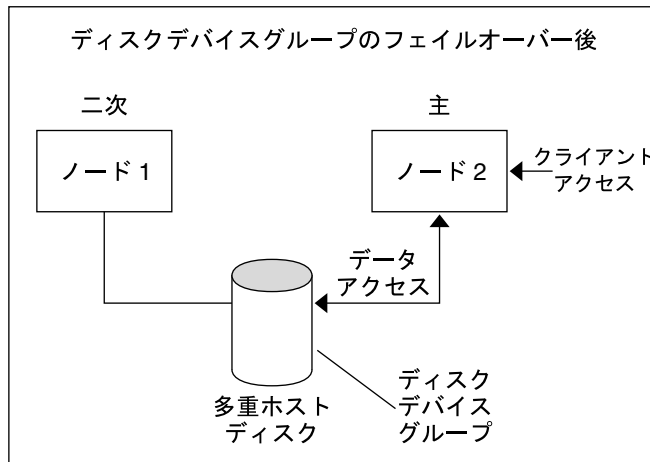 ディスクデバイスグループのフェイルオーバー後
二次
主
ノード 1
ノード 2
クライアント
アクセス
データ
アクセス
多重ホスト
ディスク
ディスク
デバイス
グループ